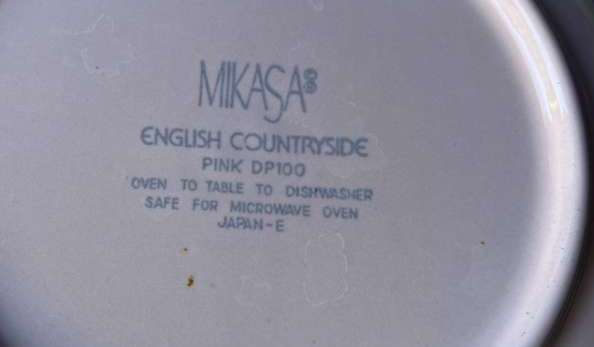 MIKASA®
ENGLISH COUNTRYSIDE
PINK DP100
OVEN TO TABLE TO DISHWASHER
SAFE FOR MICROWAVE OVEN
JAPAN-E